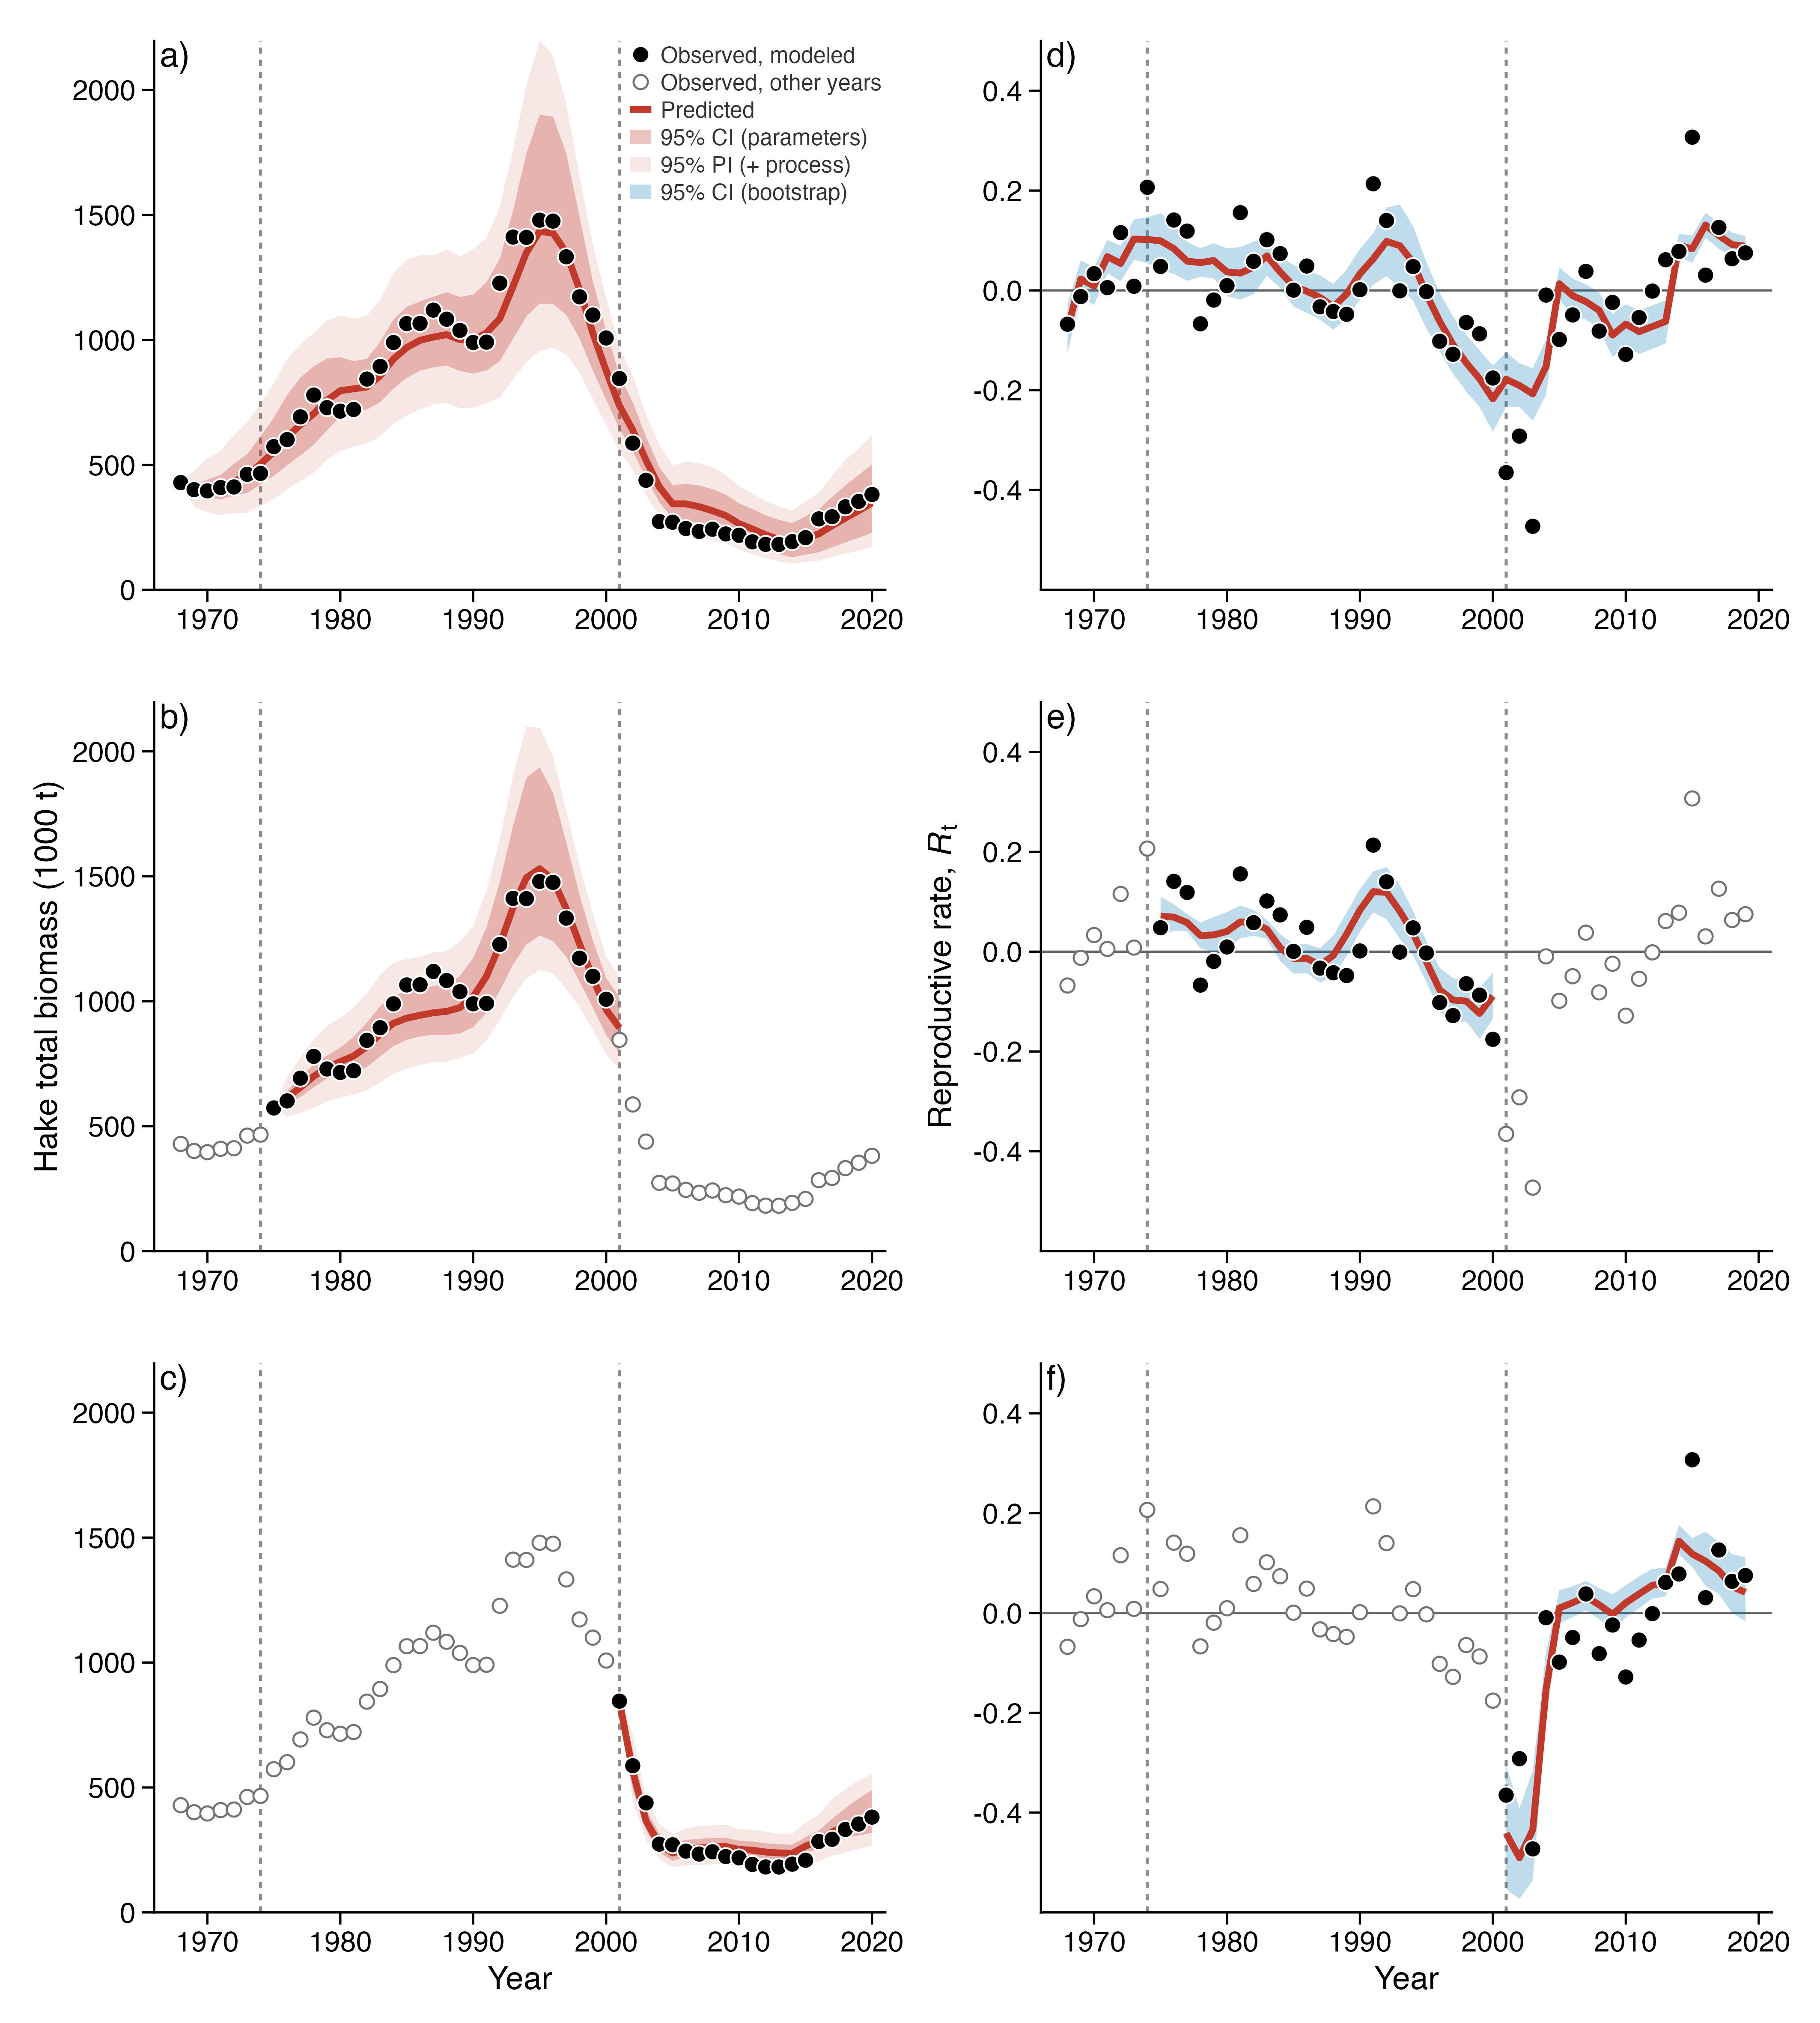 a)
Observed, modeled
Observed, other years
Predicted
95% CI (parameters)
95% PI (+ process)
95% CI (bootstrap)
2000
1500
1000
500
0
1970 1980 1990 2000 2010 2020
d)
0.4
0.2
0.0
-0.2
-0.4
1970 1980 1990 2000 2010 2020
Hake total biomass (1000 t)
b)
2000
1500
1000
500
0
1970 1980 1990 2000 2010 2020
Reproductive rate, Rt
e)
0.4
0.2
0.0
-0.2
-0.4
1970 1980 1990 2000 2010 2020
c)
2000
1500
1000
500
0
1970 1980 1990 2000 2010 2020
Year
f)
0.4
0.2
0.0
-0.2
-0.4
1970 1980 1990 2000 2010 2020
Year